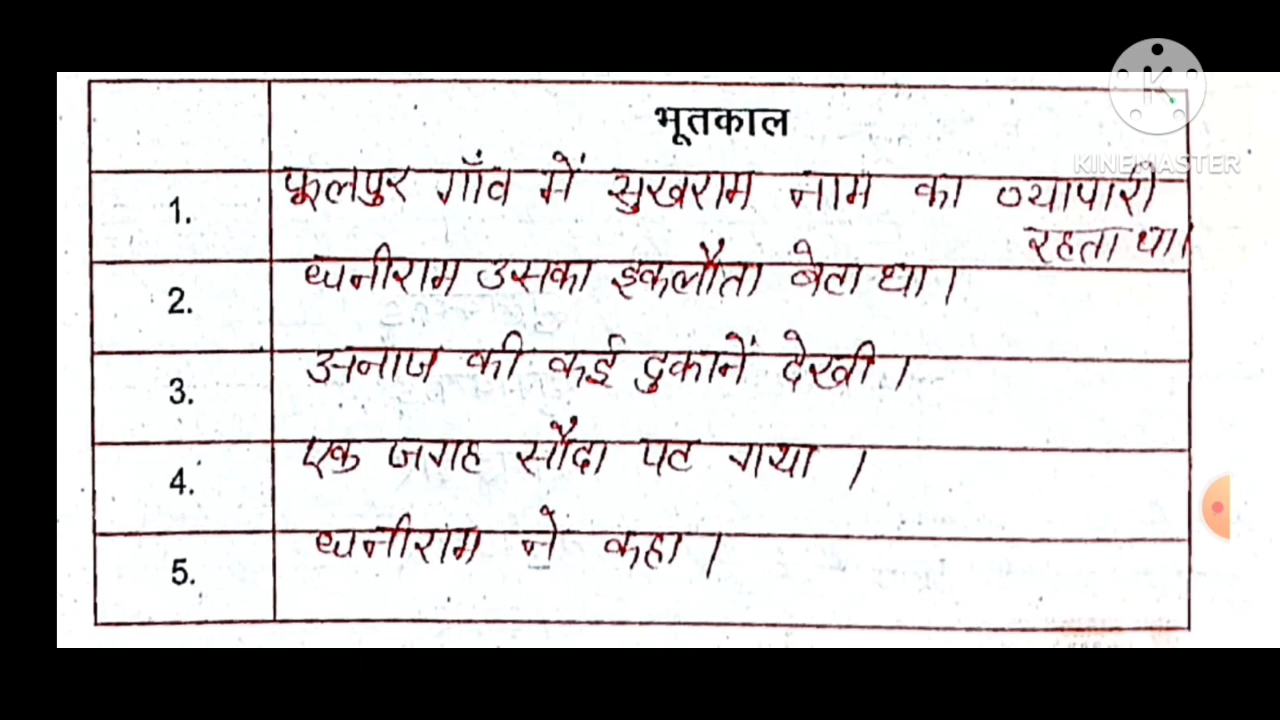 KINEMASTER
भूतकाल
1. फूलपुर गाँव में सुखराम नाम का व्यापारी
रहता था।
2. धनीराम उसका इकलौता बेटा था।
3. अनाज की कई दुकानें देखी।
4. एक जगह सौदा पट गया।
5. धनीराम ने कहा।